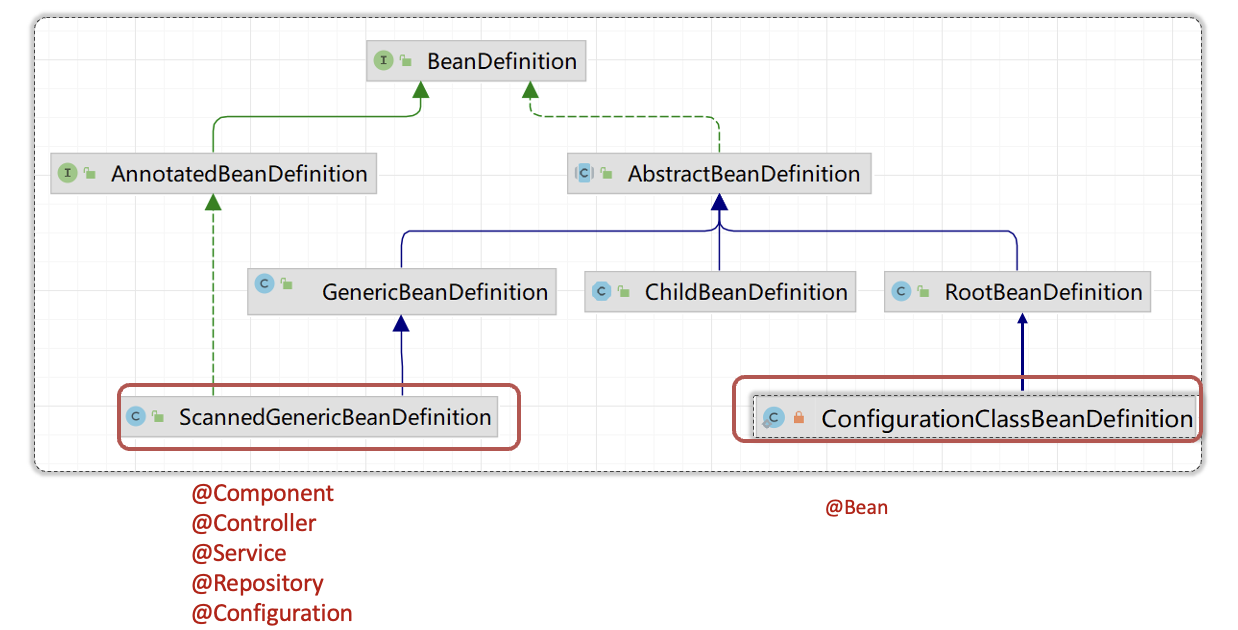 BeanDefinition
AnnotatedBeanDefinition
AbstractBeanDefinition
GenericBeanDefinition
ChildBeanDefinition
RootBeanDefinition
ScannedGenericBeanDefinition
ConfigurationClassBeanDefinition
@Component
@Controller
@Service
@Repository
@Configuration
@Bean